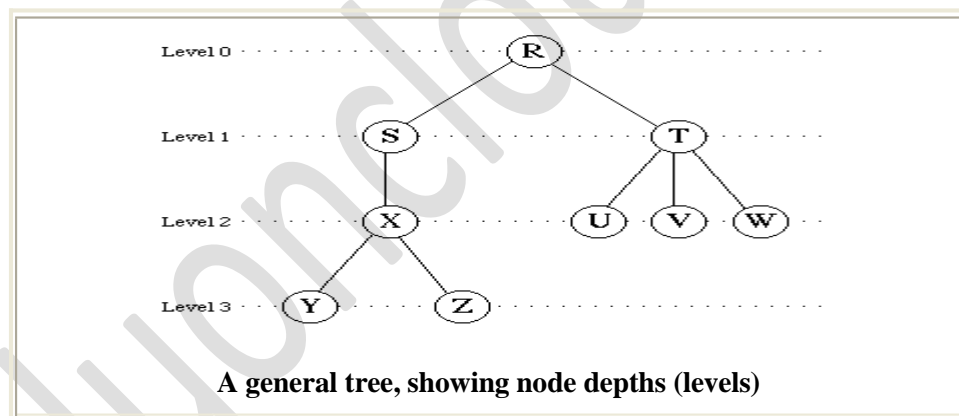 Level 0 R
Level 1 S T
Level 2 X U V W
Level 3 Y Z
A general tree, showing node depths (levels)